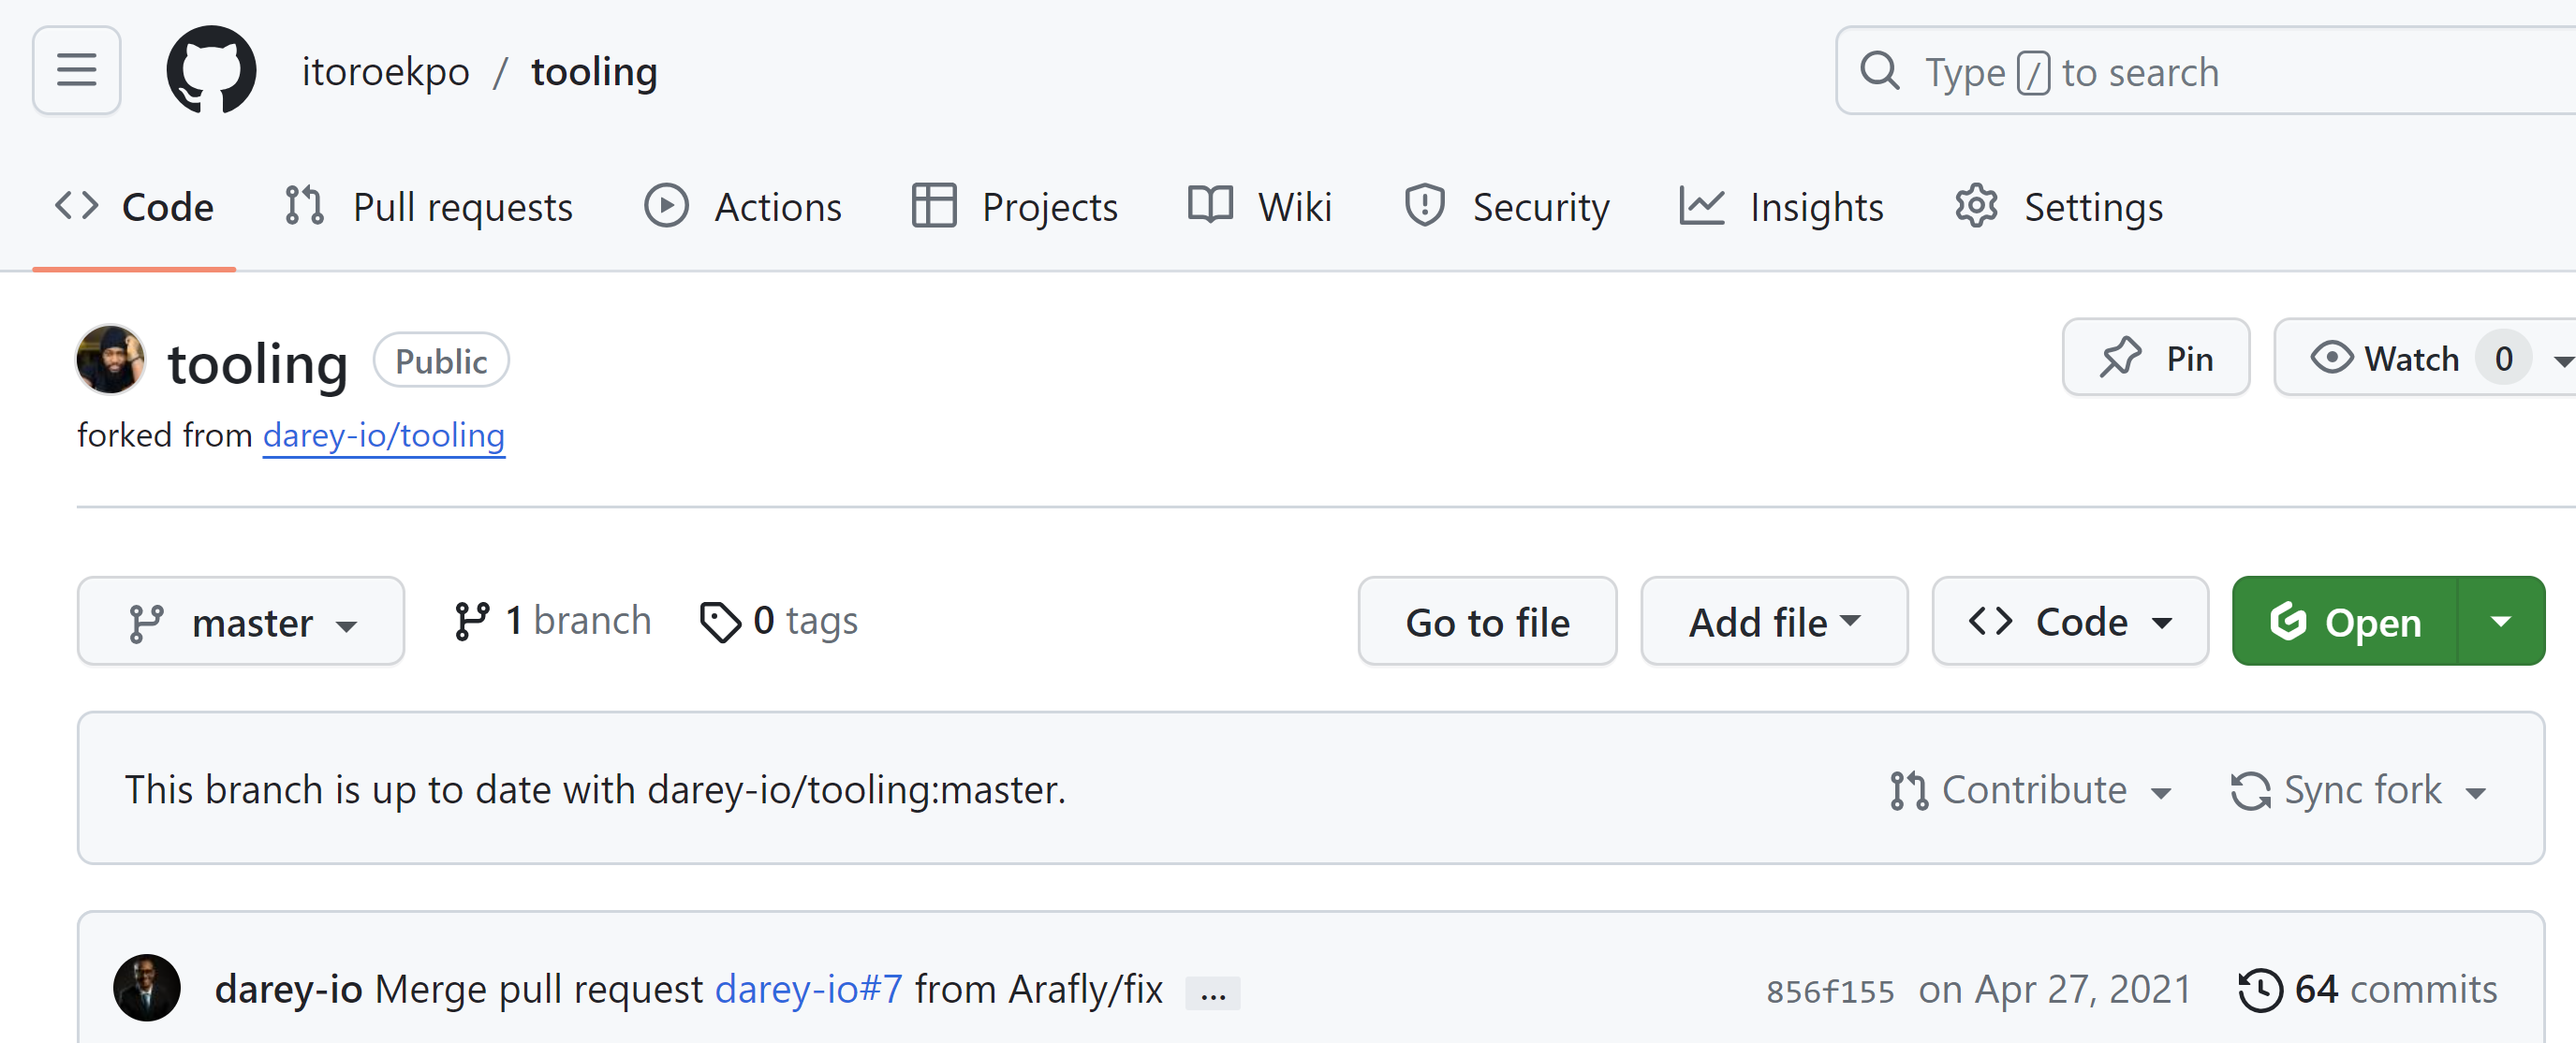 itoroekpo / tooling
Type / to search
Code Pull requests Actions Projects Wiki Security Insights Settings
tooling Public
Pin Watch 0
forked from darey-io/tooling
master 1 branch 0 tags
Go to file Add file Code Open
This branch is up to date with darey-io/tooling:master.
Contribute Sync fork
darey-io Merge pull request darey-io#7 from Arafly/fix ...
856f155 on Apr 27, 2021 64 commits